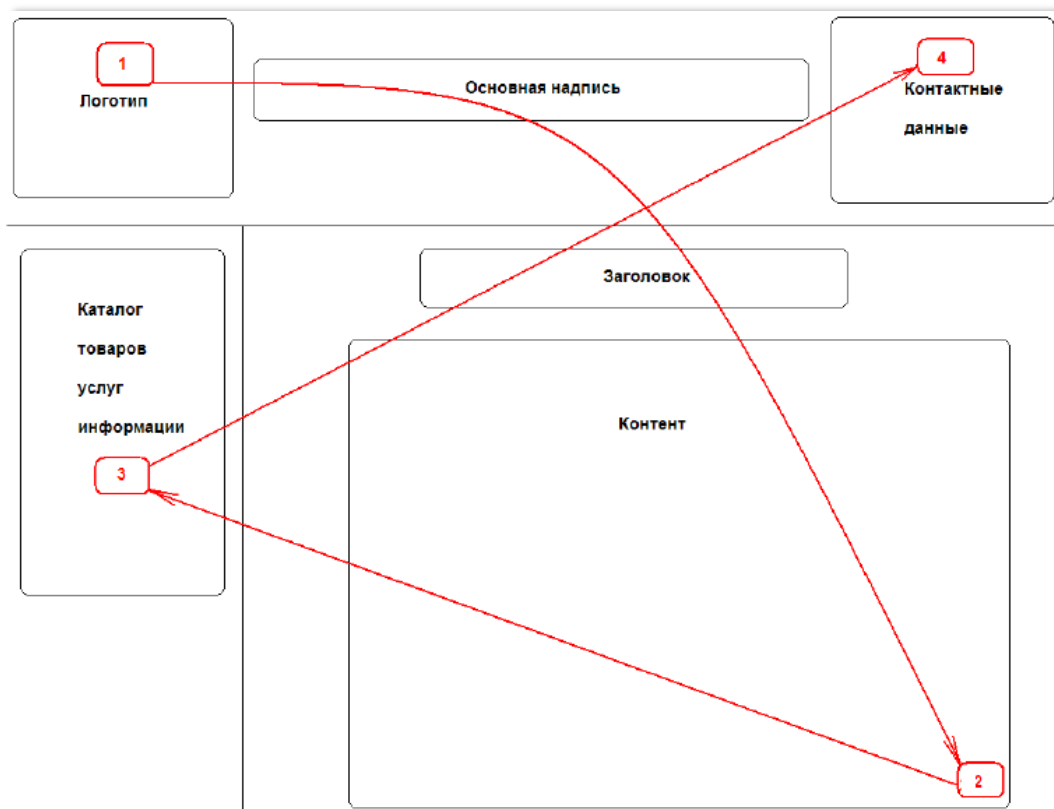 1
Логотип
Основная надпись
4
Контактные
данные
Каталог
товаров
услуг
информации
3
Заголовок
Контент
2